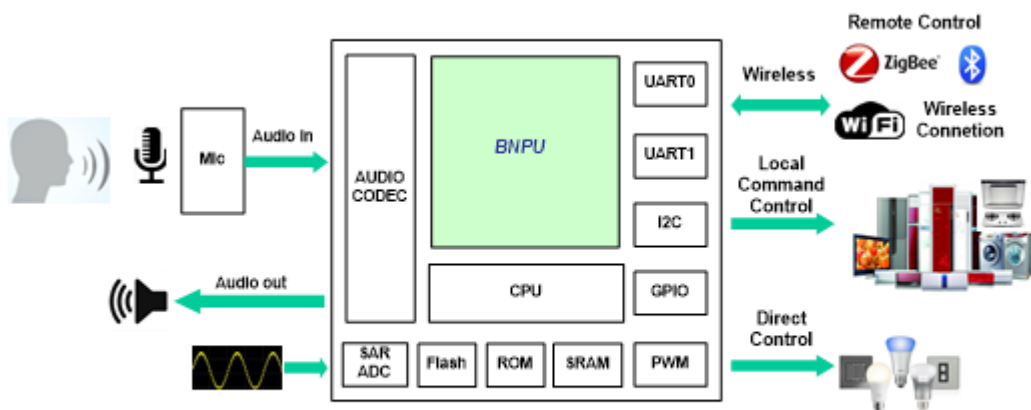 Remote Control
ZigBee®
Wireless
WiFi
Wireless
Connetion
Mic
Audio in
AUDIO
CODEC
BNPU
UART0
UART1
I2C
GPIO
CPU
Local
Command
Control
Audio out
SAR
ADC
Flash
ROM
SRAM
PWM
Direct
Control